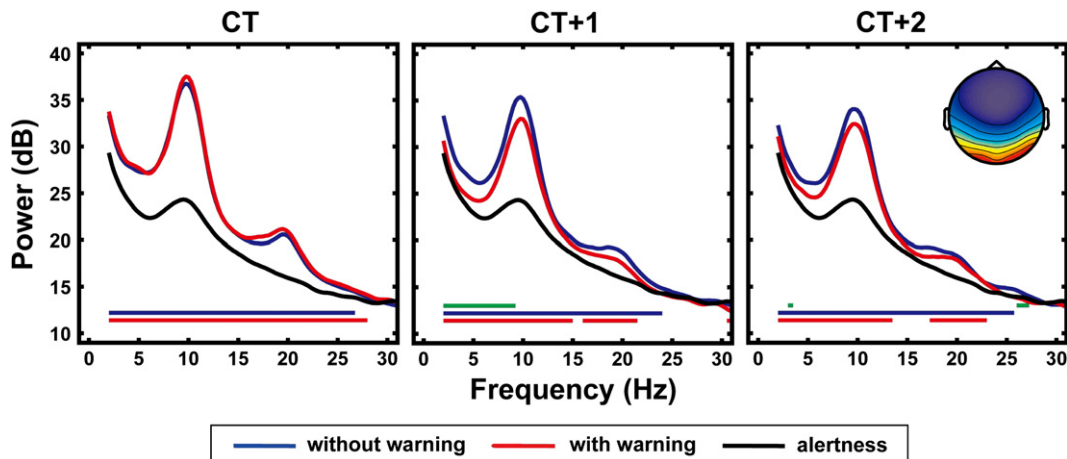 CT CT+1 CT+2
40
35
30
25
20
15
10
Power (dB)
0 5 10 15 20 25 30 0 5 10 15 20 25 30 0 5 10 15 20 25 30
Frequency (Hz)
without warning with warning alertness